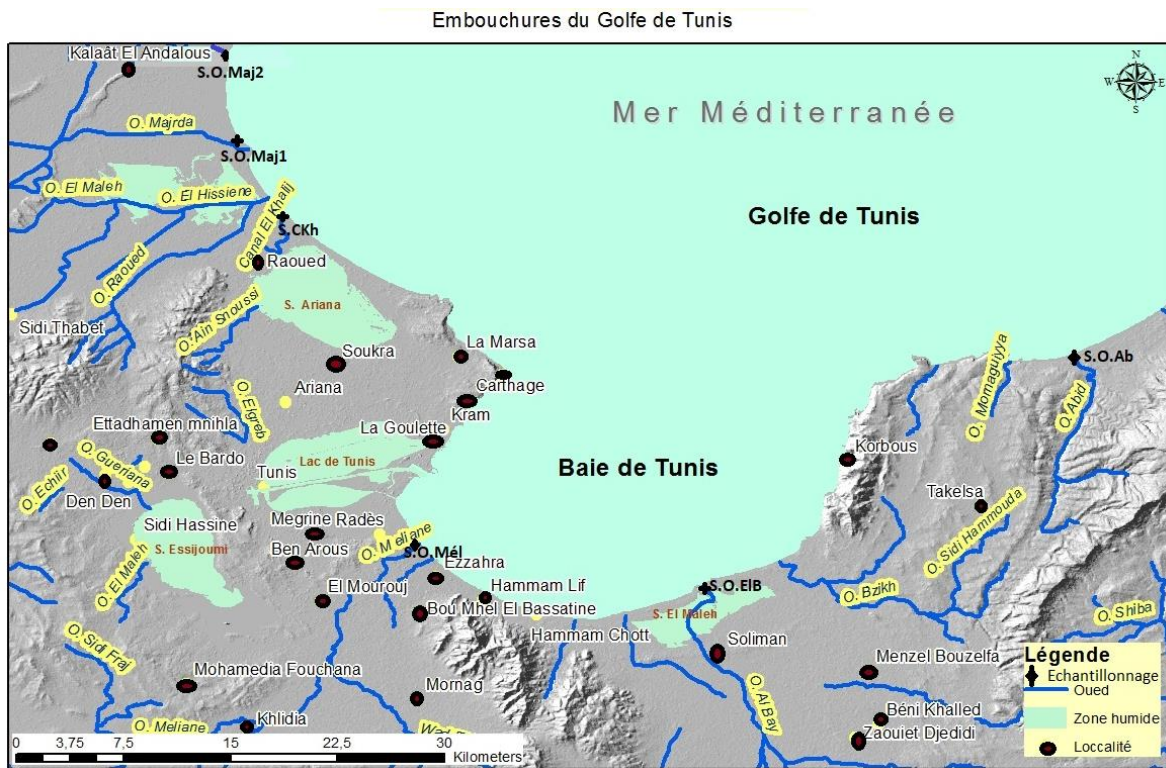 Embouchures du Golfe de Tunis
Kalaât El Andalous
S.O.Maj2
N
W E
S
Mer Méditerranée
O. Majrda
S.O.Maj1
O. El Maleh
O. El Hissiene
Canal El Khalij
S.CKh
Golfe de Tunis
O. Raoued
Raoued
S. Ariana
O. Ain Snoussi
Sidi Thabet
Soukra
La Marsa
Carthage
O. Momaguiyya
S.O.Ab
O. Abid
Ariana
Kram
O. Elgreb
Ettadhamen mnihla
La Goulette
O. Gueriana
Le Bardo
Lac de Tunis
Baie de Tunis
Korbous
O. Echlir
Den Den
Tunis
Takelsa
Sidi Hassine
Megrine Radès
O. Meliane
S.O.Mél
O. Sidi Hammouda
S. Essijoumi
Ben Arous
Ezzahra
O. El Maleh
El Mourouj
Hammam Lif
S.O.ElB
O. Bzikh
Bou Mhel El Bassatine
S. El Maleh
O. Shiba
Hammam Chott
Soliman
O. Sidi Fraj
Mohamedia Fouchana
Mornag
O. Al Bay
Menzel Bouzelfa
Béni Khalled
Zaouiet Djedidi
O. Meliane
Khlidia
Légende
Echantillonnage
Oued
Zone humide
Loccalité
0 3,75 7,5 15 22,5 30
Kilometers